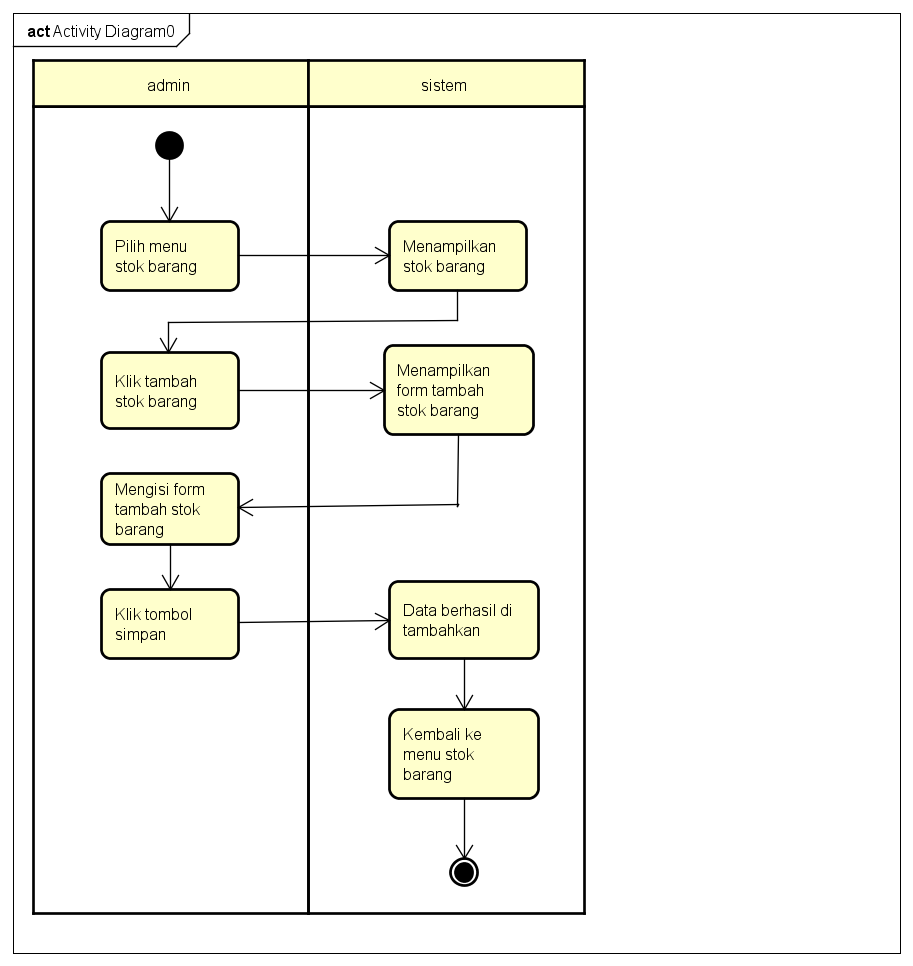 act Activity Diagram0
admin
sistem
Pilih menu
stok barang
Menampilkan
stok barang
Klik tambah
stok barang
Menampilkan
form tambah
stok barang
Mengisi form
tambah stok
barang
Klik tombol
simpan
Data berhasil di
tambahkan
Kembali ke
menu stok
barang